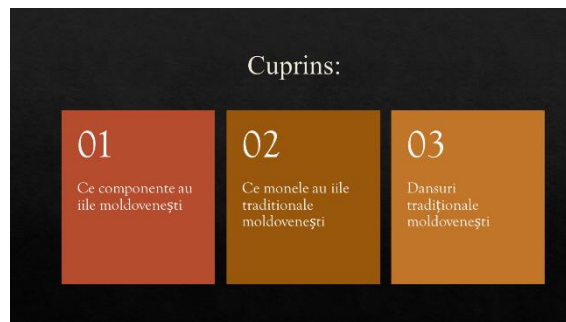 Cuprins:
01
Ce componente au
iile moldovenești
02
Ce monele au iile
traditionale
moldovenești
03
Dansuri
tradiționale
moldovenești